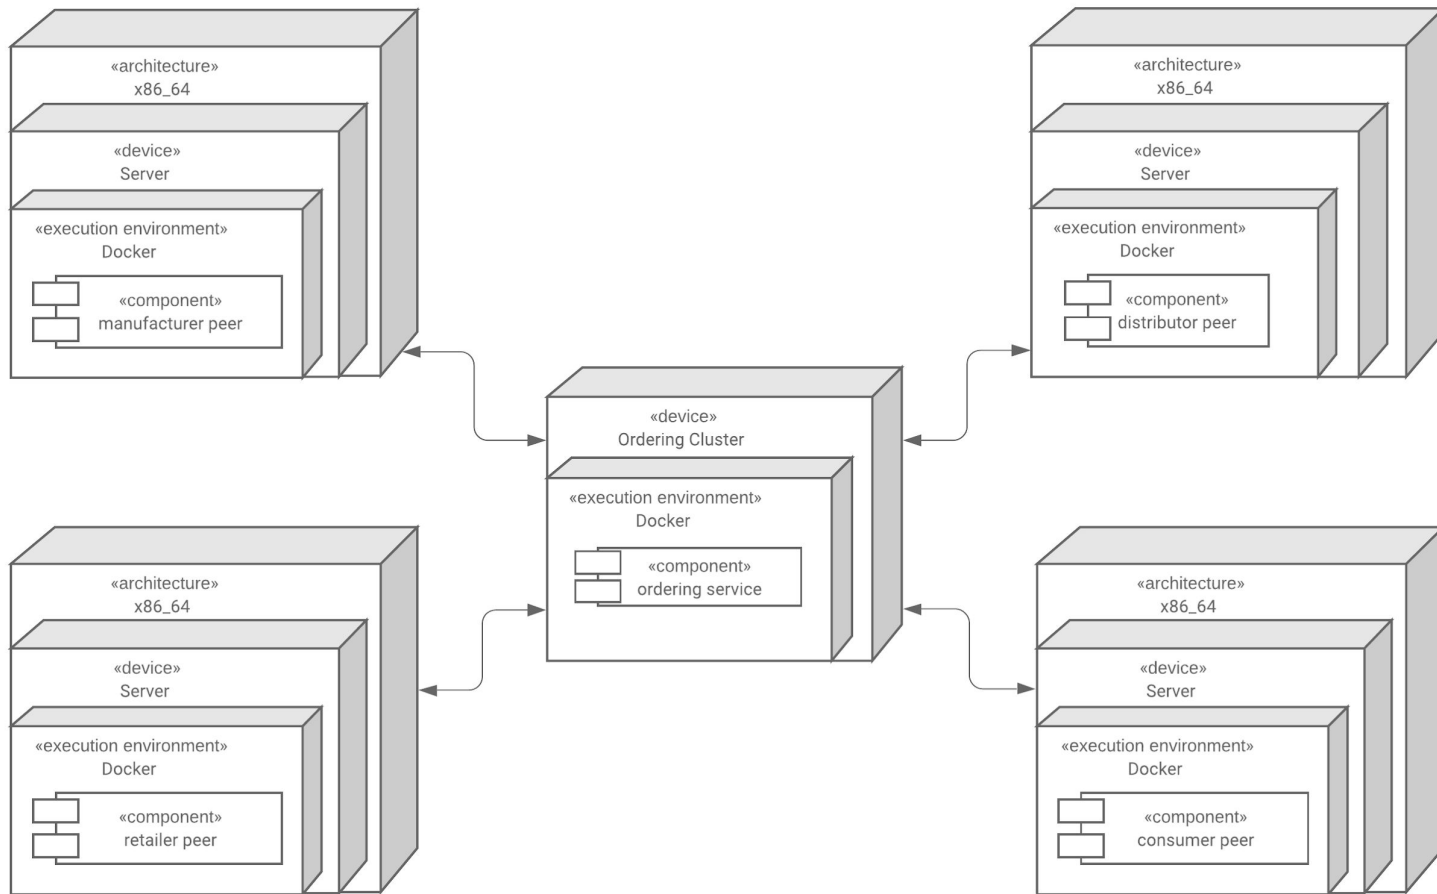 «architecture»
x86_64
«device»
Server
«execution environment»
Docker
«component»
manufacturer peer
«architecture»
x86_64
«device»
Server
«execution environment»
Docker
«component»
distributor peer
«device»
Ordering Cluster
«execution environment»
Docker
«component»
ordering service
«architecture»
x86_64
«device»
Server
«execution environment»
Docker
«component»
retailer peer
«architecture»
x86_64
«device»
Server
«execution environment»
Docker
«component»
consumer peer